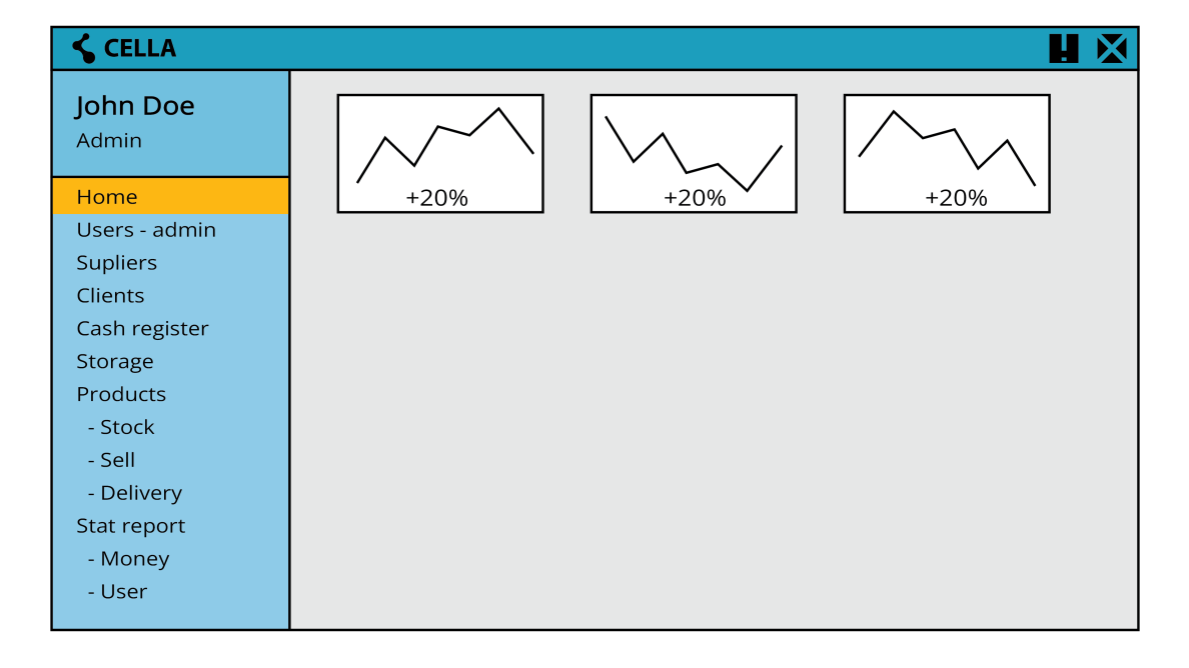 CELLA
John Doe
Admin
Home
Users - admin
Supliers
Clients
Cash register
Storage
Products
- Stock
- Sell
- Delivery
Stat report
- Money
- User
+20%
+20%
+20%